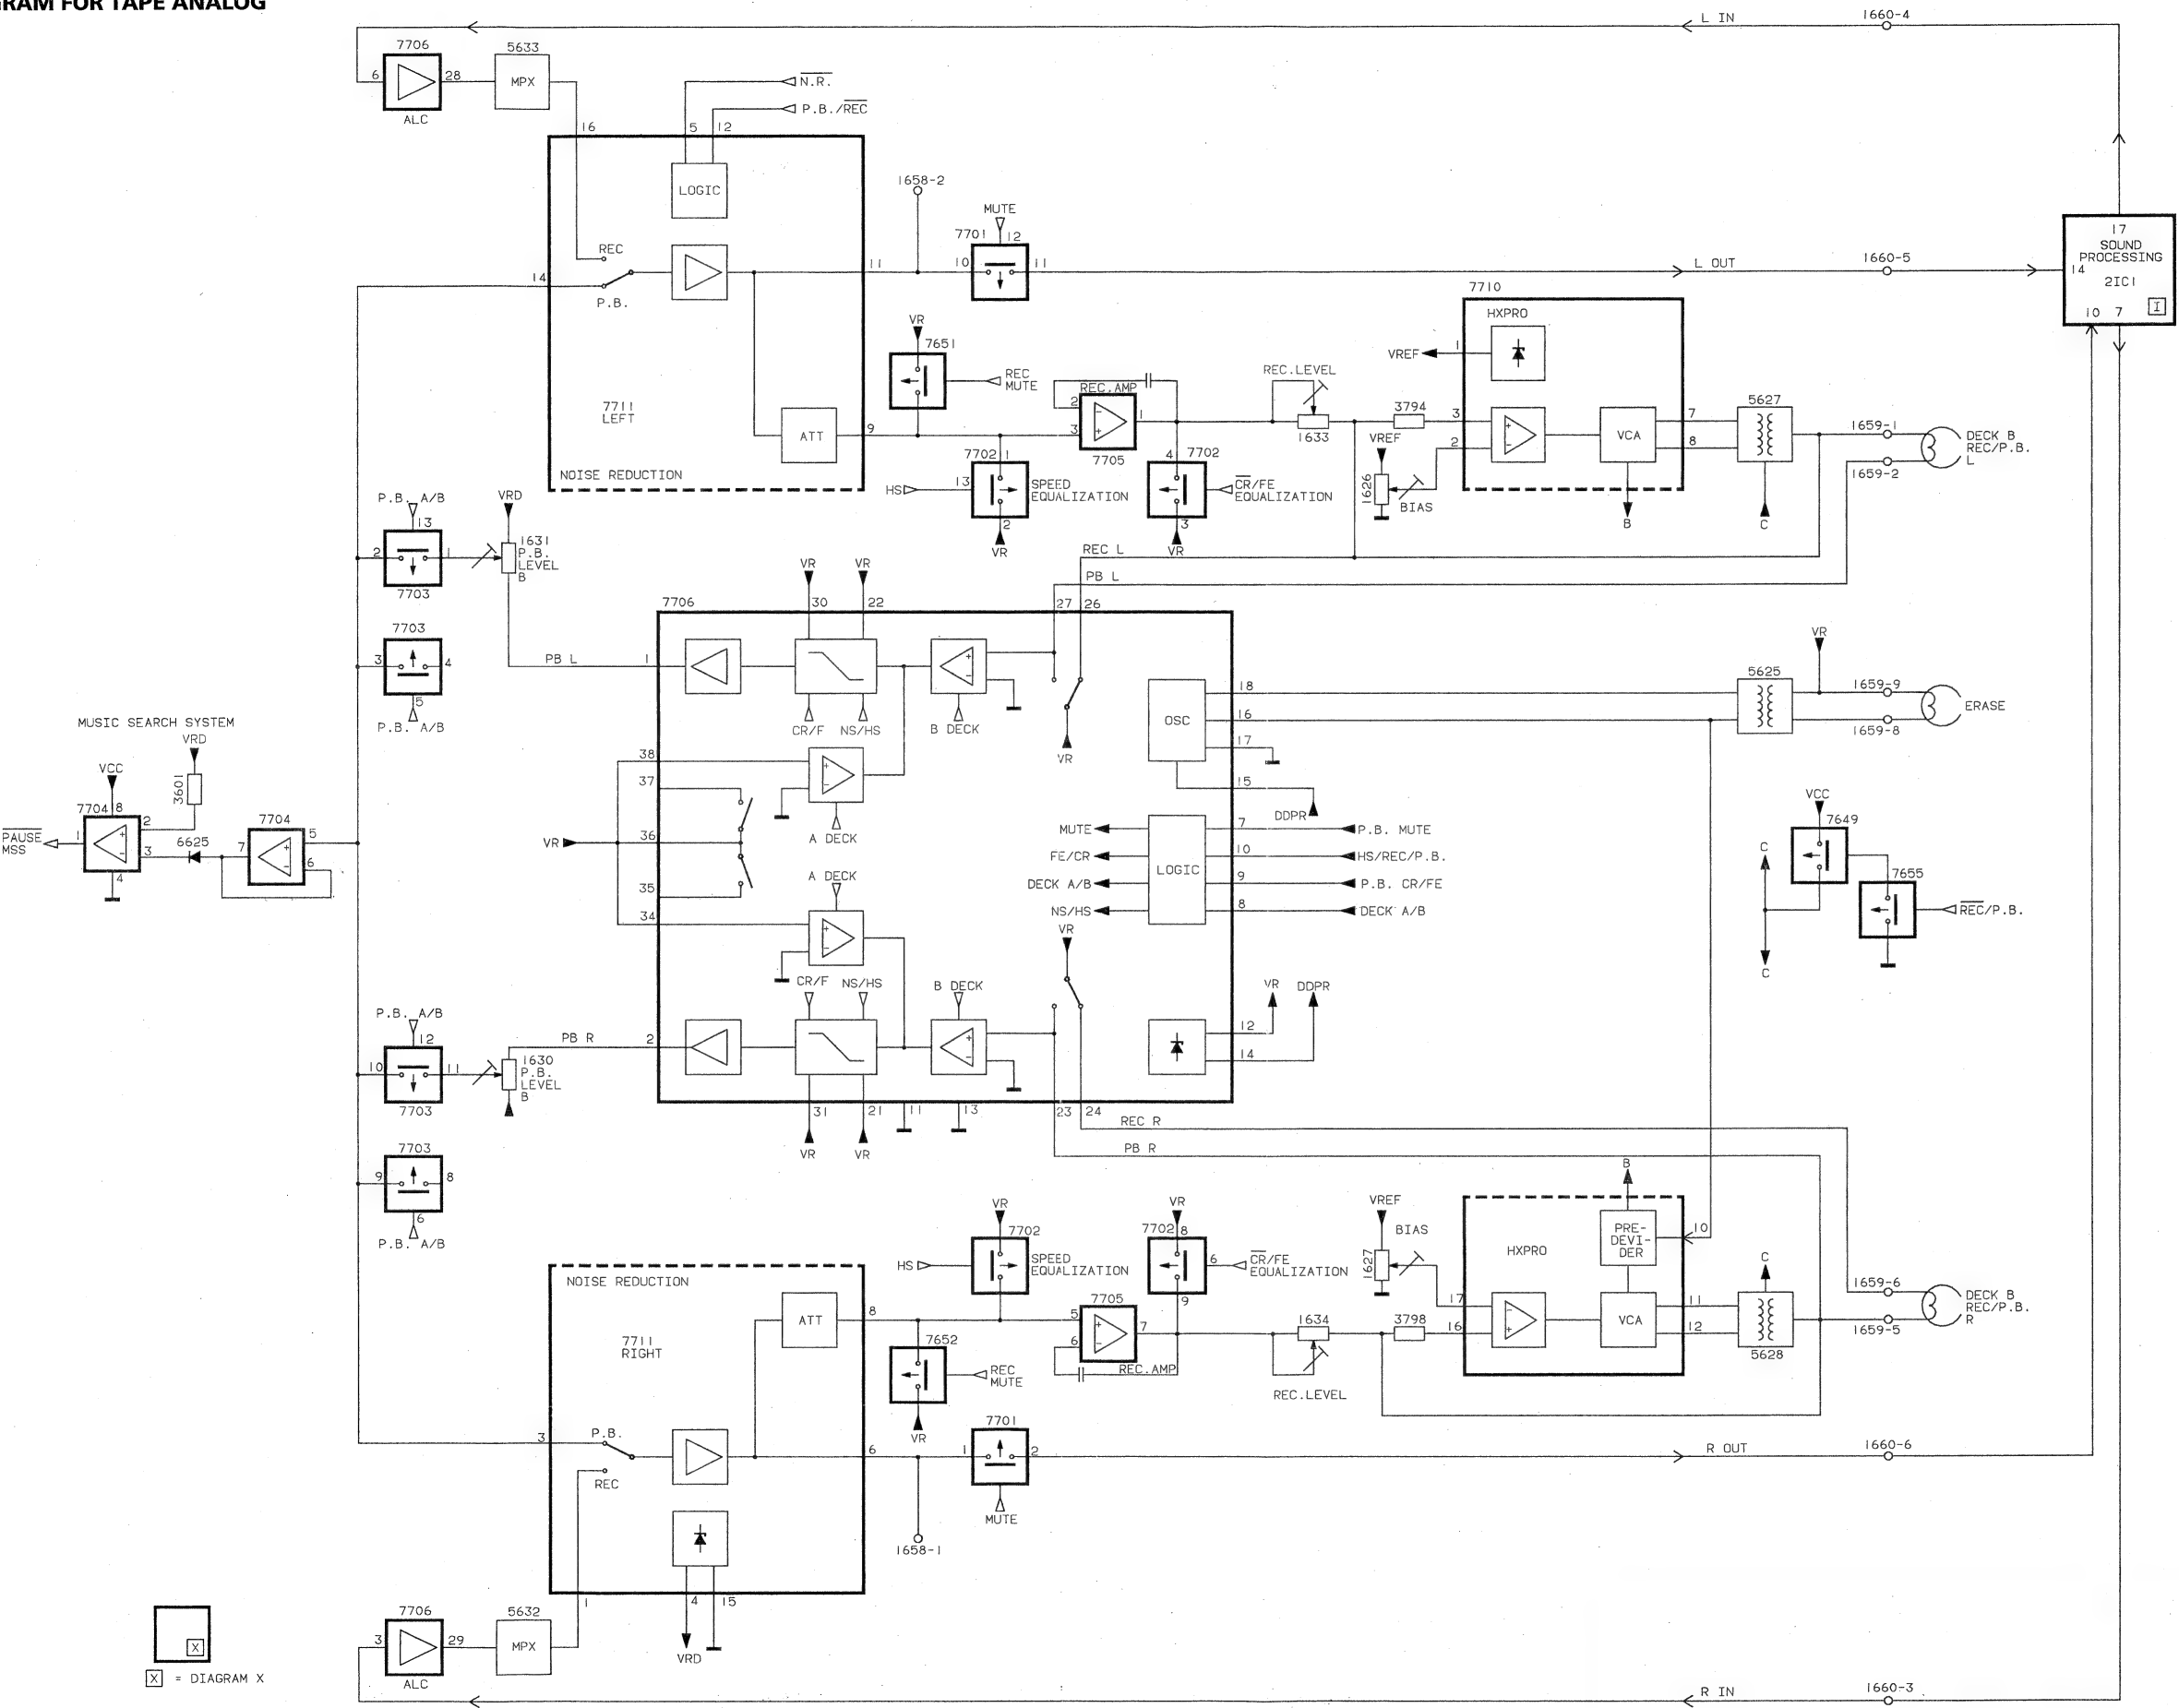 GRAM FOR TAPE ANALOG
L IN
1660-4
7706
6
28
ALC
5633
MPX
N.R.
P.B./REC
16
5
12
LOGIC
1658-2
MUTE
7701
12
10
11
11
REC
14
P.B.
L OUT
1660-5
17
SOUND
PROCESSING
14
2IC1
I
10
7
7711
LEFT
ATT
9
NOISE REDUCTION
VR
7651
REC
MUTE
REC.AMP
2
3
1
7705
REC.LEVEL
1633
3794
7710
HXPRO
VREF
1
3
2
VCA
7
8
B
5627
C
1659-1
1659-2
DECK B
REC/P.B.
L
VREF
1626
BIAS
HS
13
7702
1
SPEED
EQUALIZATION
2
VR
4
7702
CR/FE
EQUALIZATION
3
VR
P.B. A/B
13
2
1
7703
VRD
1631
P.B.
LEVEL
B
REC L
PB L
7703
3
4
5
P.B. A/B
PB L
7706
1
VR
VR
30
22
27
26
CR/F
NS/HS
B DECK
VR
OSC
18
16
17
15
DDPR
5625
VR
1659-9
1659-8
ERASE
MUSIC SEARCH SYSTEM
VRD
VCC
3601
7704
8
2
1
3
4
PAUSE
MSS
6625
7704
7
5
6
38
37
36
35
34
VR
A DECK
A DECK
MUTE
FE/CR
DECK A/B
NS/HS
LOGIC
7
10
9
8
P.B. MUTE
HS/REC/P.B.
P.B. CR/FE
DECK A/B
VCC
7649
C
C
7655
REC/P.B.
VR
CR/F
NS/HS
B DECK
VR
DDPR
12
14
P.B. A/B
12
10
11
7703
1630
P.B.
LEVEL
B
PB R
2
31
21
11
13
23
24
VR
VR
REC R
PB R
7703
9
8
6
P.B. A/B
VR
7702
HS
SPEED
EQUALIZATION
VR
7702
8
6
CR/FE
EQUALIZATION
9
VREF
BIAS
1627
HXPRO
B
PRE-
DEVI-
DER
10
17
16
VCA
11
12
C
5628
1659-6
1659-5
DECK B
REC/P.B.
R
NOISE REDUCTION
ATT
8
7711
RIGHT
7652
REC
MUTE
VR
7705
5
6
7
REC.AMP
1634
REC.LEVEL
3798
3
P.B.
REC
6
7701
1
2
MUTE
R OUT
1660-6
1658-1
1
4
15
VRD
7706
3
29
ALC
5632
MPX
X
X = DIAGRAM X
R IN
1660-3